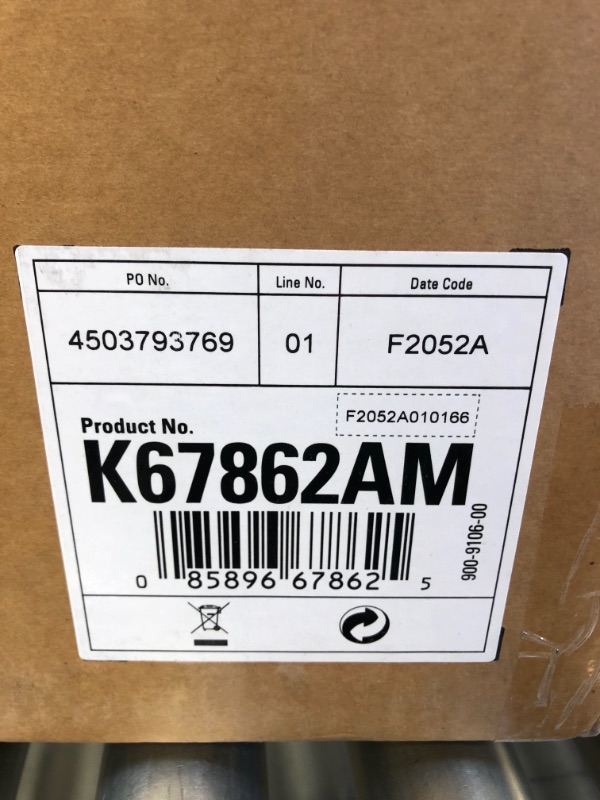 PO No. Line No. Date Code
4503793769 01 F2052A
F2052A010166
Product No.
K67862AM
900-9106-00
0 85896 67862 5